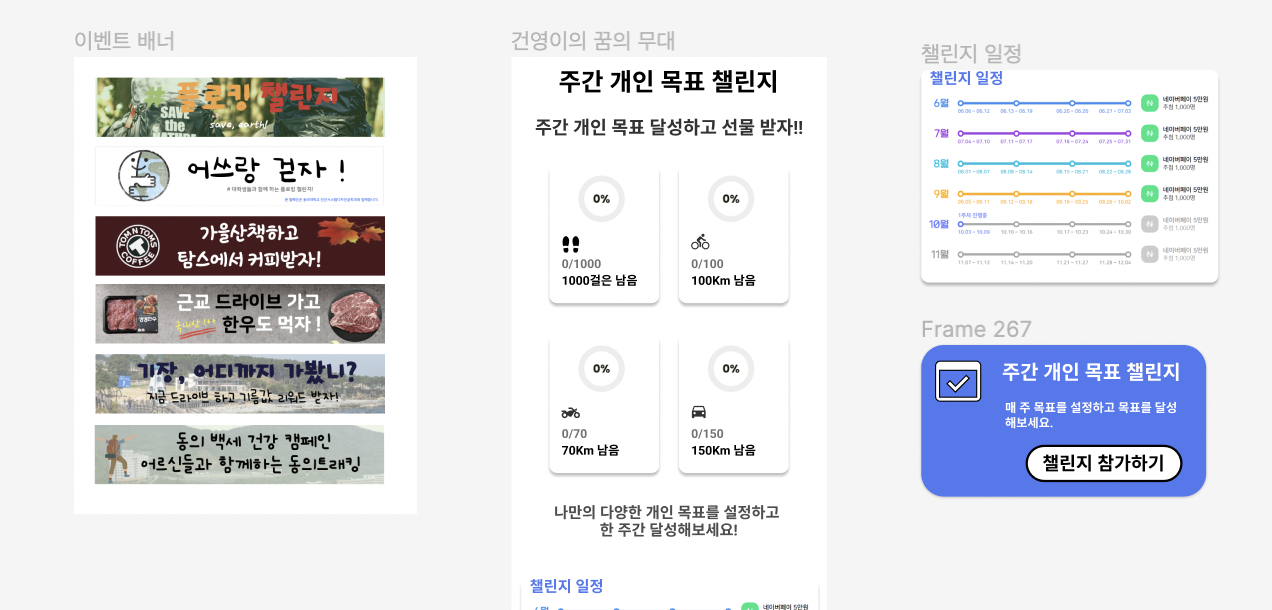 이벤트 배너
# 플로킹 챌린지
SAVE
the
NATURE
save, earth!
어쓰랑 걷자 !
# 대학생들과 함께 하는 플로킹 챌린지!
TOM N TOMS
COFFEE
가을산책하고
탐스에서 커피받자!
근교 드라이브 가고
국내산 1++ 한우도 먹자 !
기장, 어디까지 가봤니?
지금 드라이브 하고 기름값 리워드 받자!
동의 백세 건강 캠페인
어르신들과 함께하는 동의트래킹
건영이의 꿈의 무대
주간 개인 목표 챌린지
주간 개인 목표 달성하고 선물 받자!!
0%
0/1000
1000걸은 남음
0%
0/100
100Km 남음
0%
0/70
70Km 남음
0%
0/150
150Km 남음
나만의 다양한 개인 목표를 설정하고
한 주간 달성해보세요!
챌린지 일정
6월
네이버페이 5만원
챌린지 일정
챌린지 일정
6월
06.06 ~ 06.12 06.13 ~ 06.19 06.20 ~ 06.26 06.27 ~ 07.03
N
네이버페이 5만원
추첨 1,000명
7월
07.04 ~ 07.10 07.11 ~ 07.17 07.18 ~ 07.24 07.25 ~ 07.31
N
네이버페이 5만원
추첨 1,000명
8월
08.01 ~ 08.07 08.08 ~ 08.14 08.15 ~ 08.21 08.22 ~ 08.28
N
네이버페이 5만원
추첨 1,000명
9월
09.05 ~ 09.11 09.12 ~ 09.18 09.19 ~ 09.25 09.26 ~ 10.02
N
네이버페이 5만원
추첨 1,000명
1주차 진행중
10월
10.03 ~ 10.09 10.10 ~ 10.16 10.17 ~ 10.23 10.24 ~ 10.30
N
네이버페이 5만원
추첨 1,000명
11월
11.07 ~ 11.13 11.14 ~ 11.20 11.21 ~ 11.27 11.28 ~ 12.04
N
네이버페이 5만원
추첨 1,000명
Frame 267
주간 개인 목표 챌린지
매 주 목표를 설정하고 목표를 달성
해보세요.
챌린지 참가하기